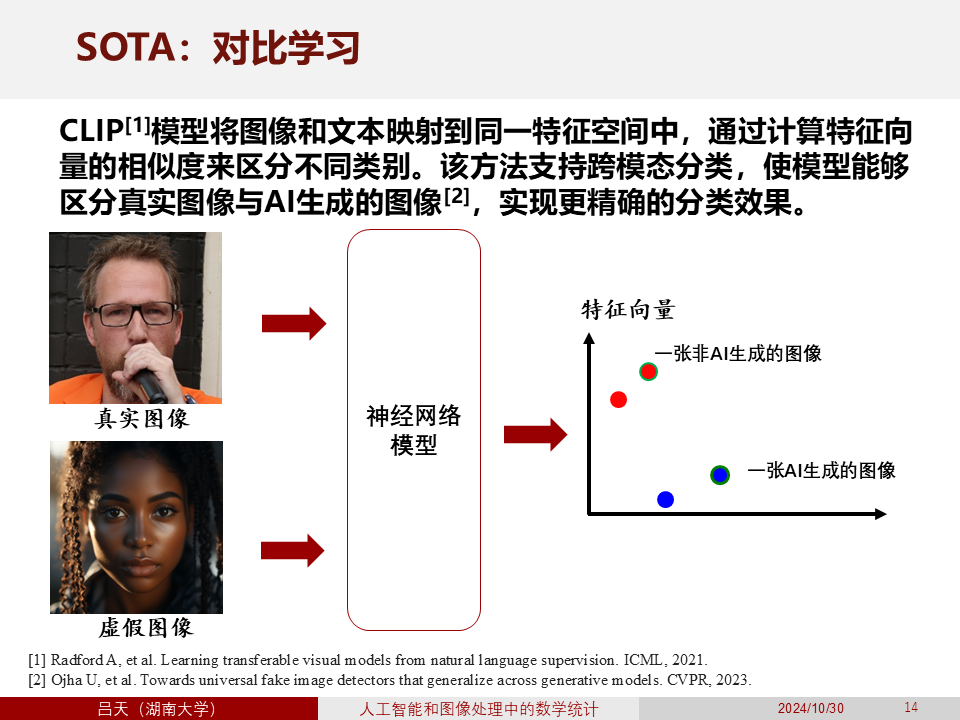 SOTA：对比学习
CLIP[1]模型将图像和文本映射到同一特征空间中，通过计算特征向
量的相似度来区分不同类别。该方法支持跨模态分类，使模型能够
区分真实图像与AI生成的图像[2]，实现更精确的分类效果。
真实图像
虚假图像
神经网络
模型
特征向量
一张非AI生成的图像
一张AI生成的图像
[1] Radford A, et al. Learning transferable visual models from natural language supervision. ICML, 2021.
[2] Ojha U, et al. Towards universal fake image detectors that generalize across generative models. CVPR, 2023.
吕天（湖南大学）
人工智能和图像处理中的数学统计
2024/10/30
14